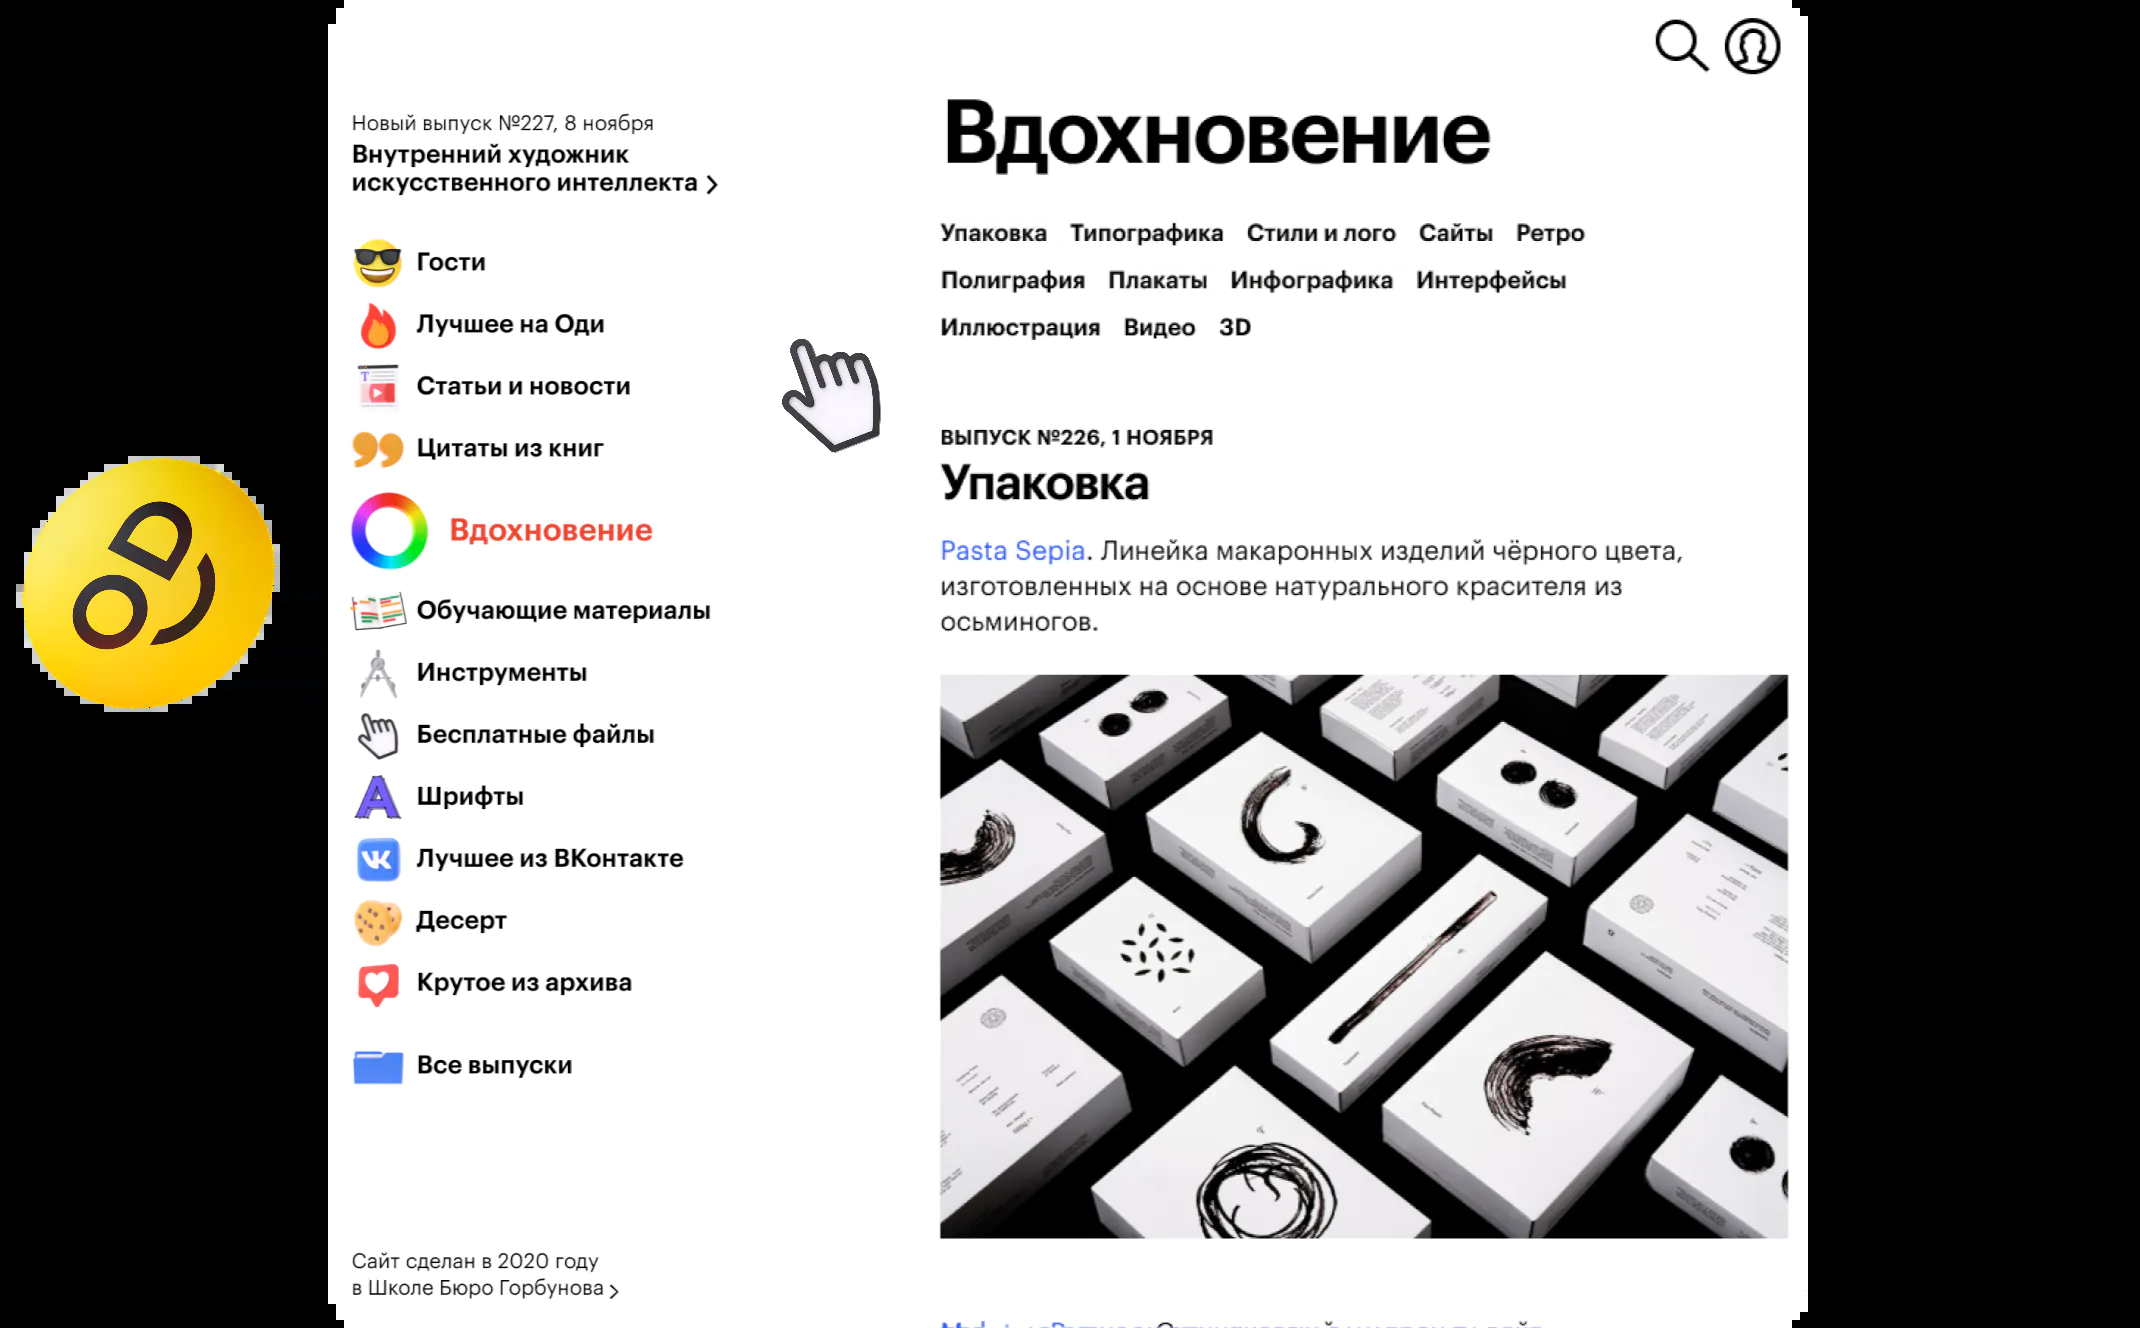 Новый выпуск №227, 8 ноября
Внутренний художник
искусственного интеллекта
Гости
Лучшее на Оди
Статьи и новости
Цитаты из книг
Вдохновение
Обучающие материалы
Инструменты
Бесплатные файлы
Шрифты
Лучшее из ВКонтакте
Десерт
Крутое из архива
Все выпуски
Сайт сделан в 2020 году
в Школе Бюро Горбунова
Вдохновение
Упаковка Типографика Стили и лого Сайты Ретро
Полиграфия Плакаты Инфографика Интерфейсы
Иллюстрация Видео 3D
ВЫПУСК №226, 1 НОЯБРЯ
Упаковка
Pasta Sepia. Линейка макаронных изделий чёрного цвета,
изготовленных на основе натурального красителя из
осьминогов.